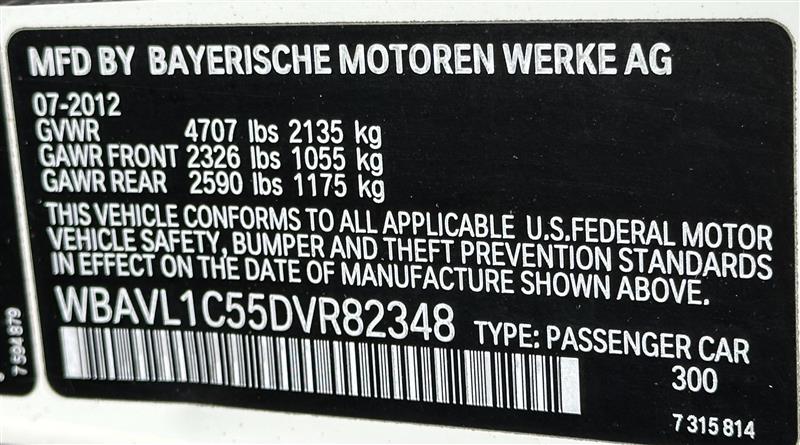 MFD BY BAYERISCHE MOTOREN WERKE AG
07-2012
GVWR 4707 lbs 2135 kg
GAWR FRONT 2326 lbs 1055 kg
GAWR REAR 2590 lbs 1175 kg
THIS VEHICLE CONFORMS TO ALL APPLICABLE U.S.FEDERAL MOTOR
VEHICLE SAFETY, BUMPER AND THEFT PREVENTION STANDARDS
IN EFFECT ON THE DATE OF MANUFACTURE SHOWN ABOVE.
WBAVL1C55DVR82348 TYPE: PASSENGER CAR
300
7 315 814
7 594 879